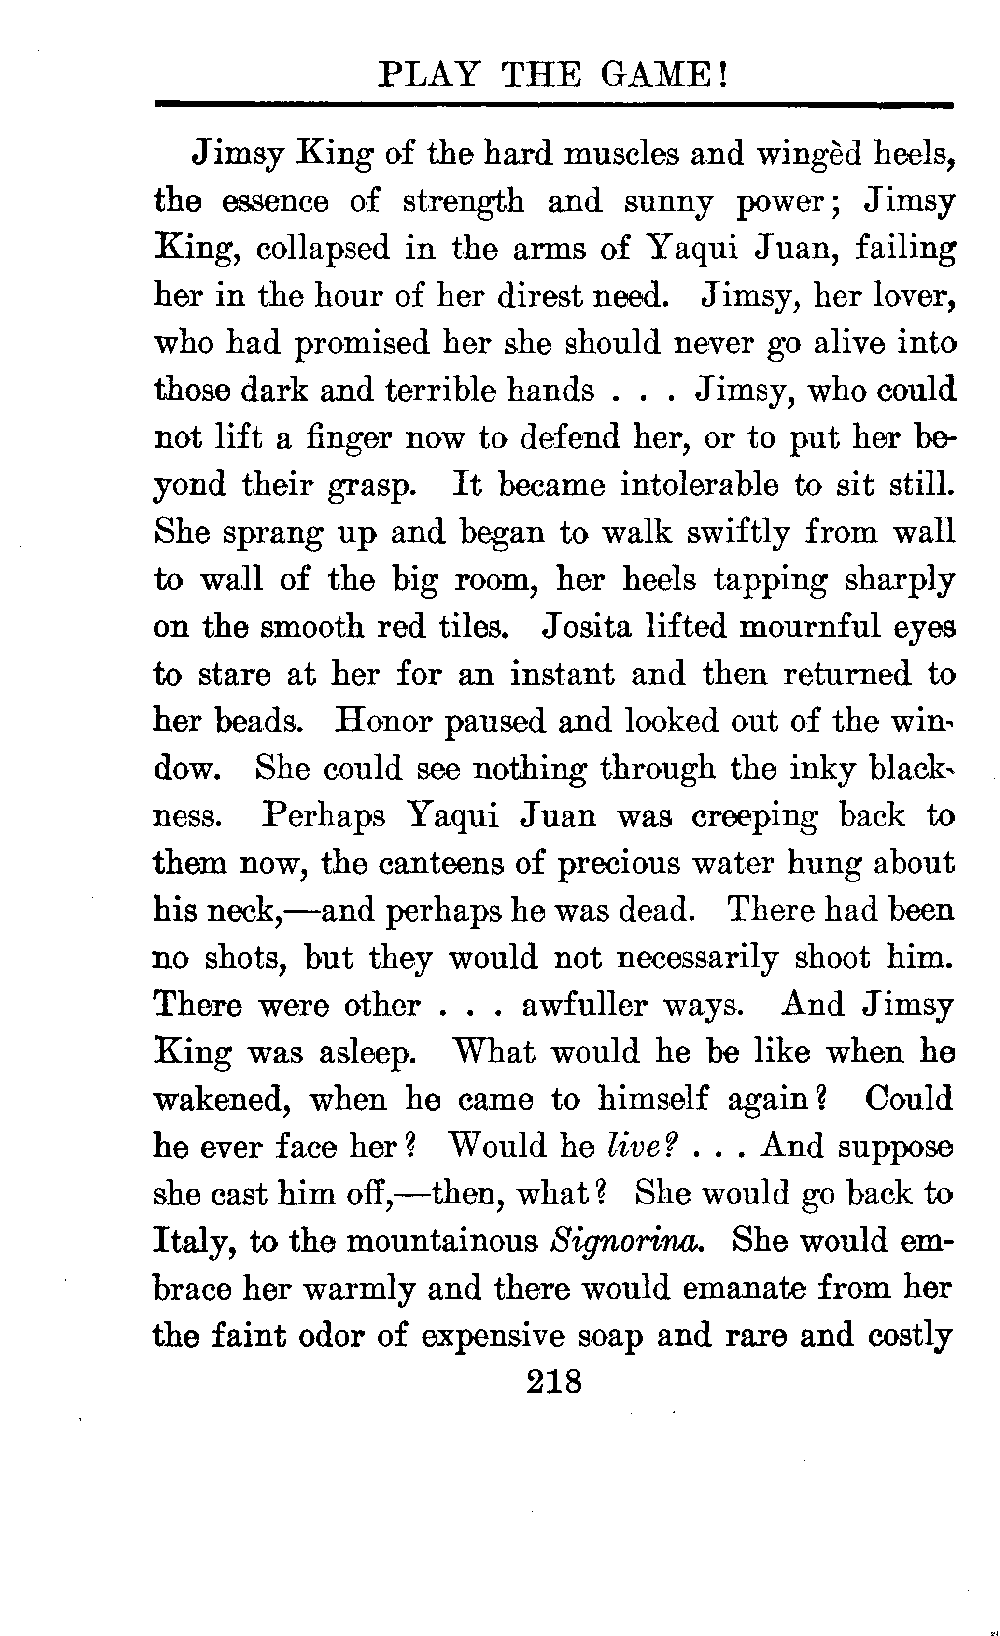 PLAY THE GAME!
Jimsy King of the hard muscles and wingèd heels,
the essence of strength and sunny power; Jimsy
King, collapsed in the arms of Yaqui Juan, failing
her in the hour of her direst need. Jimsy, her lover,
who had promised her she should never go alive into
those dark and terrible hands . . . Jimsy, who could
not lift a finger now to defend her, or to put her be-
yond their grasp. It became intolerable to sit still.
She sprang up and began to walk swiftly from wall
to wall of the big room, her heels tapping sharply
on the smooth red tiles. Josita lifted mournful eyes
to stare at her for an instant and then returned to
her beads. Honor paused and looked out of the win-
dow. She could see nothing through the inky black-
ness. Perhaps Yaqui Juan was creeping back to
them now, the canteens of precious water hung about
his neck,—and perhaps he was dead. There had been
no shots, but they would not necessarily shoot him.
There were other . . . awfuller ways. And Jimsy
King was asleep. What would he be like when he
wakened, when he came to himself again? Could
he ever face her? Would he live? . . . And suppose
she cast him off,—then, what? She would go back to
Italy, to the mountainous Signorina. She would em-
brace her warmly and there would emanate from her
the faint odor of expensive soap and rare and costly
218